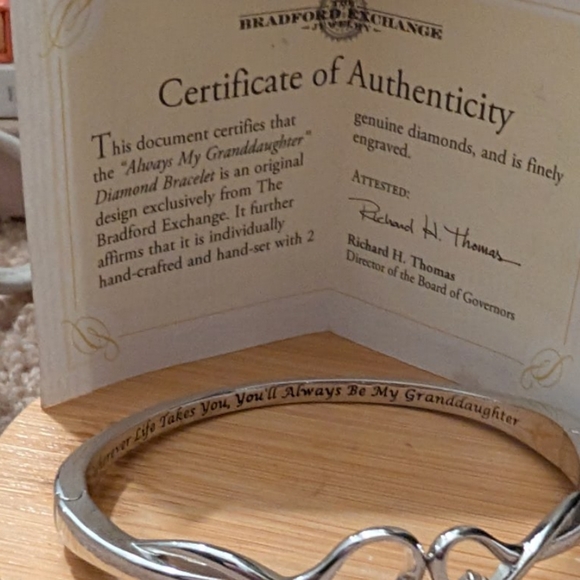 THE
BRADFORD EXCHANGE
JEWELRY
Certificate of Authenticity
This document certifies that
the "Always My Granddaughter"
Diamond Bracelet is an original
design exclusively from The
Bradford Exchange. It further
affirms that it is individually
hand-crafted and hand-set with 2
genuine diamonds, and is finely
engraved.
ATTESTED:
Richard H. Thomas
Richard H. Thomas
Director of the Board of Governors
Life Takes You, You'll Always Be My Granddaughter